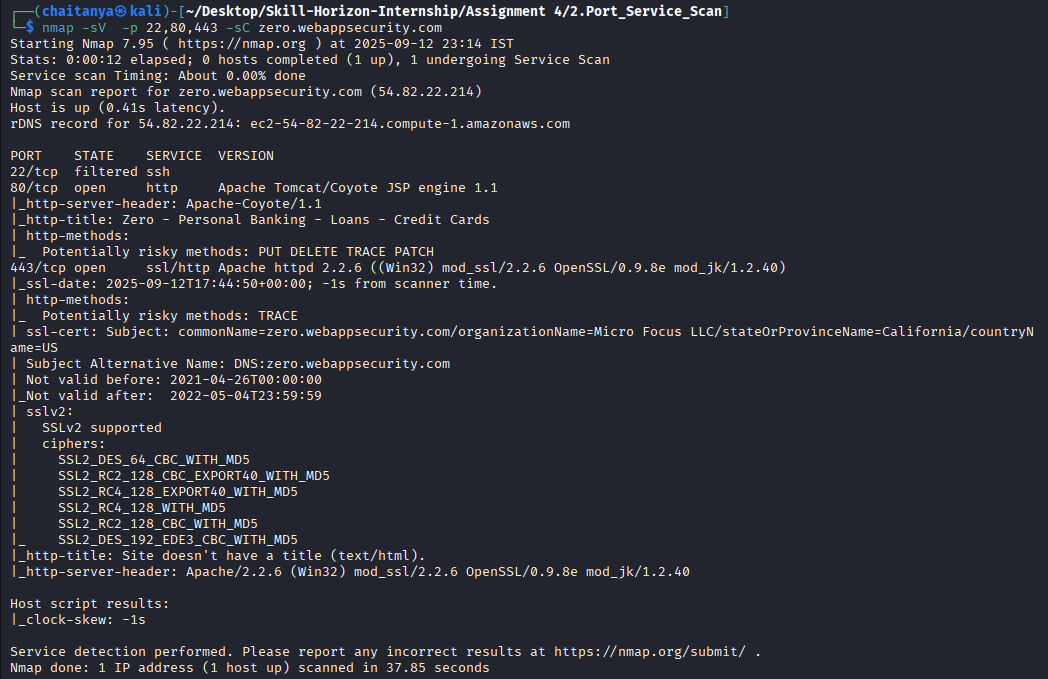 ┌──(chaitanya㉿kali)-[~/Desktop/Skill-Horizon-Internship/Assignment 4/2.Port_Service_Scan]
└─$ nmap -sV  -p 22,80,443 -sC zero.webappsecurity.com
Starting Nmap 7.95 ( https://nmap.org ) at 2025-09-12 23:14 IST
Stats: 0:00:12 elapsed; 0 hosts completed (1 up), 1 undergoing Service Scan
Service scan Timing: About 0.00% done
Nmap scan report for zero.webappsecurity.com (54.82.22.214)
Host is up (0.41s latency).
rDNS record for 54.82.22.214: ec2-54-82-22-214.compute-1.amazonaws.com

PORT    STATE    SERVICE  VERSION
22/tcp  filtered ssh
80/tcp  open     http     Apache Tomcat/Coyote JSP engine 1.1
|_http-server-header: Apache-Coyote/1.1
|_http-title: Zero - Personal Banking - Loans - Credit Cards
| http-methods:
|_  Potentially risky methods: PUT DELETE TRACE PATCH
443/tcp open     ssl/http Apache httpd 2.2.6 ((Win32) mod_ssl/2.2.6 OpenSSL/0.9.8e mod_jk/1.2.40)
|_ssl-date: 2025-09-12T17:44:50+00:00; -1s from scanner time.
| http-methods:
|_  Potentially risky methods: TRACE
| ssl-cert: Subject: commonName=zero.webappsecurity.com/organizationName=Micro Focus LLC/stateOrProvinceName=California/countryN
ame=US
| Subject Alternative Name: DNS:zero.webappsecurity.com
| Not valid before: 2021-04-26T00:00:00
|_Not valid after:  2022-05-04T23:59:59
| sslv2:
|   SSLv2 supported
|   ciphers:
|     SSL2_DES_64_CBC_WITH_MD5
|     SSL2_RC2_128_CBC_EXPORT40_WITH_MD5
|     SSL2_RC4_128_EXPORT40_WITH_MD5
|     SSL2_RC4_128_WITH_MD5
|     SSL2_RC2_128_CBC_WITH_MD5
|_    SSL2_DES_192_EDE3_CBC_WITH_MD5
|_http-title: Site doesn't have a title (text/html).
|_http-server-header: Apache/2.2.6 (Win32) mod_ssl/2.2.6 OpenSSL/0.9.8e mod_jk/1.2.40

Host script results:
|_clock-skew: -1s

Service detection performed. Please report any incorrect results at https://nmap.org/submit/ .
Nmap done: 1 IP address (1 host up) scanned in 37.85 seconds